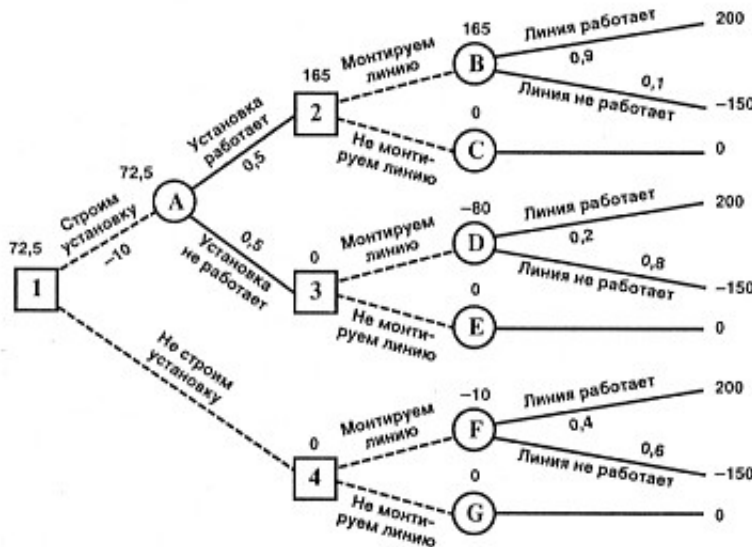 72,5
1
Строим
установку
–10
72,5
A
Установка
работает
0,5
0,5
Установка
не работает
Не строим
установку
165
2
Монтируем
линию
Не монти-
руем линию
165
B
Линия работает
0,9
200
0,1
Линия не работает
–150
0
C
0
0
3
Монтируем
линию
Не монти-
руем линию
–80
D
Линия работает
0,2
200
0,8
Линия не работает
–150
0
E
0
0
4
Монтируем
линию
Не монти-
руем линию
–10
F
Линия работает
0,4
200
0,6
Линия не работает
–150
0
G
0